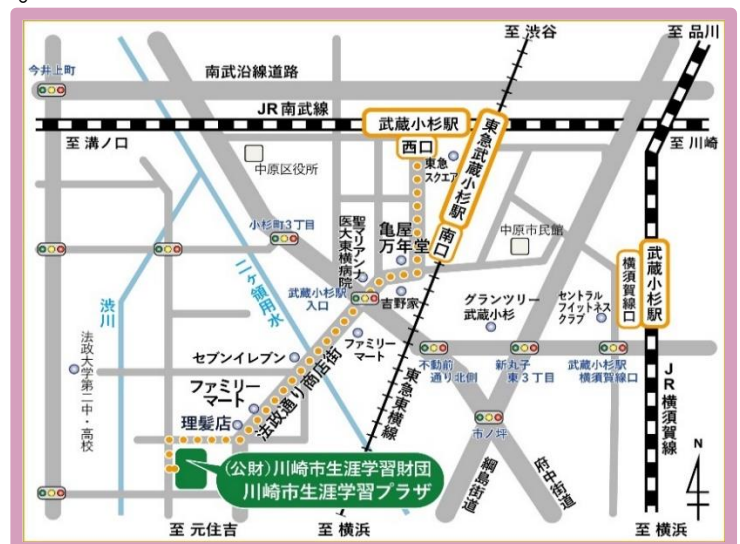 至 渋谷
至 品川
今井上町
南武沿線道路
JR南武線
武蔵小杉駅
西口
至 溝ノ口
至 川崎
東急
スクエア
東急武蔵小杉駅
南口
中原区役所
中原市民館
小杉町3丁目
聖マリアンナ
医大東横病院
亀屋
万年堂
武蔵小杉駅
横須賀線口
二ヶ領用水
渋川
武蔵小杉駅
入口
吉野家
グランツリー
武蔵小杉
セントラル
フィットネス
クラブ
法政大学第二中・高校
セブンイレブン
ファミリー
マート
不動前
通り北側
新丸子
東3丁目
武蔵小杉駅
横須賀線口
法政通り商店街
東急東横線
JR横須賀線
ファミリー
マート
理髪店
市ノ坪
綱島街道
府中街道
N
(公財)川崎市生涯学習財団
川崎市生涯学習プラザ
至 元住吉
至 横浜
至 横浜